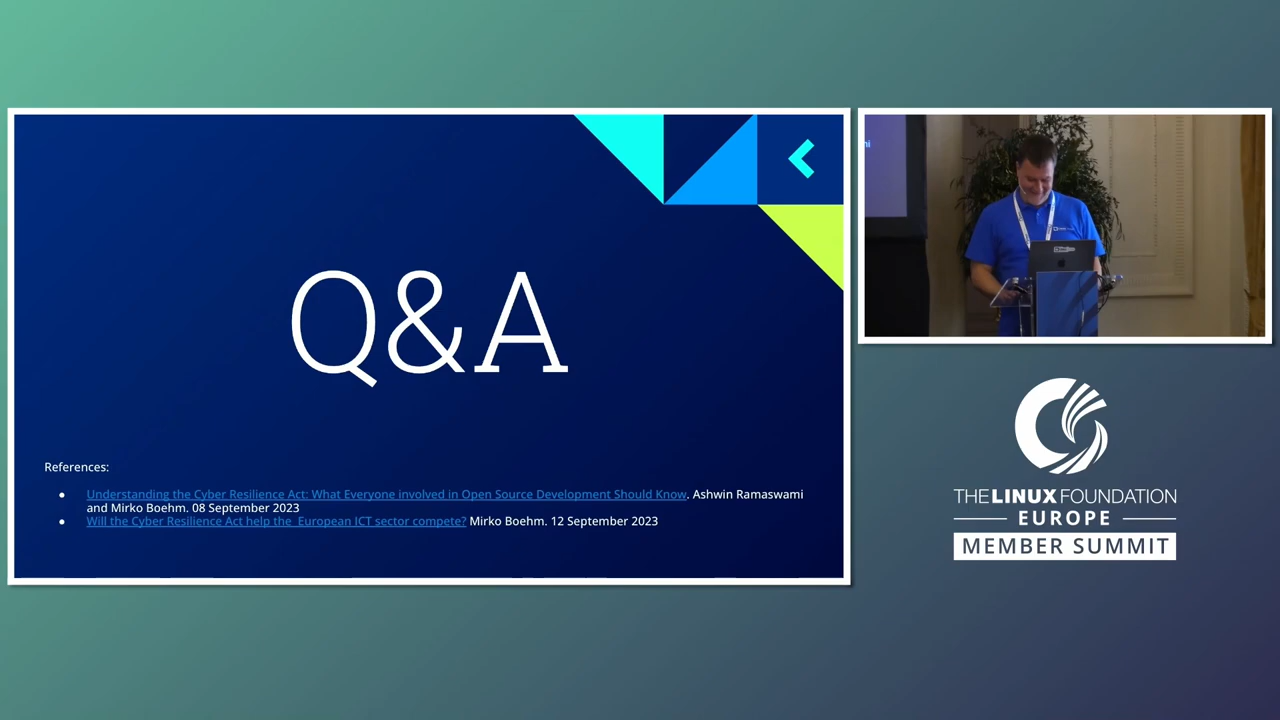 Q&A
References:
● Understanding the Cyber Resilience Act: What Everyone involved in Open Source Development Should Know. Ashwin Ramaswami
and Mirko Boehm. 08 September 2023
● Will the Cyber Resilience Act help the  European ICT sector compete? Mirko Boehm. 12 September 2023
THE LINUX FOUNDATION
EUROPE
MEMBER SUMMIT